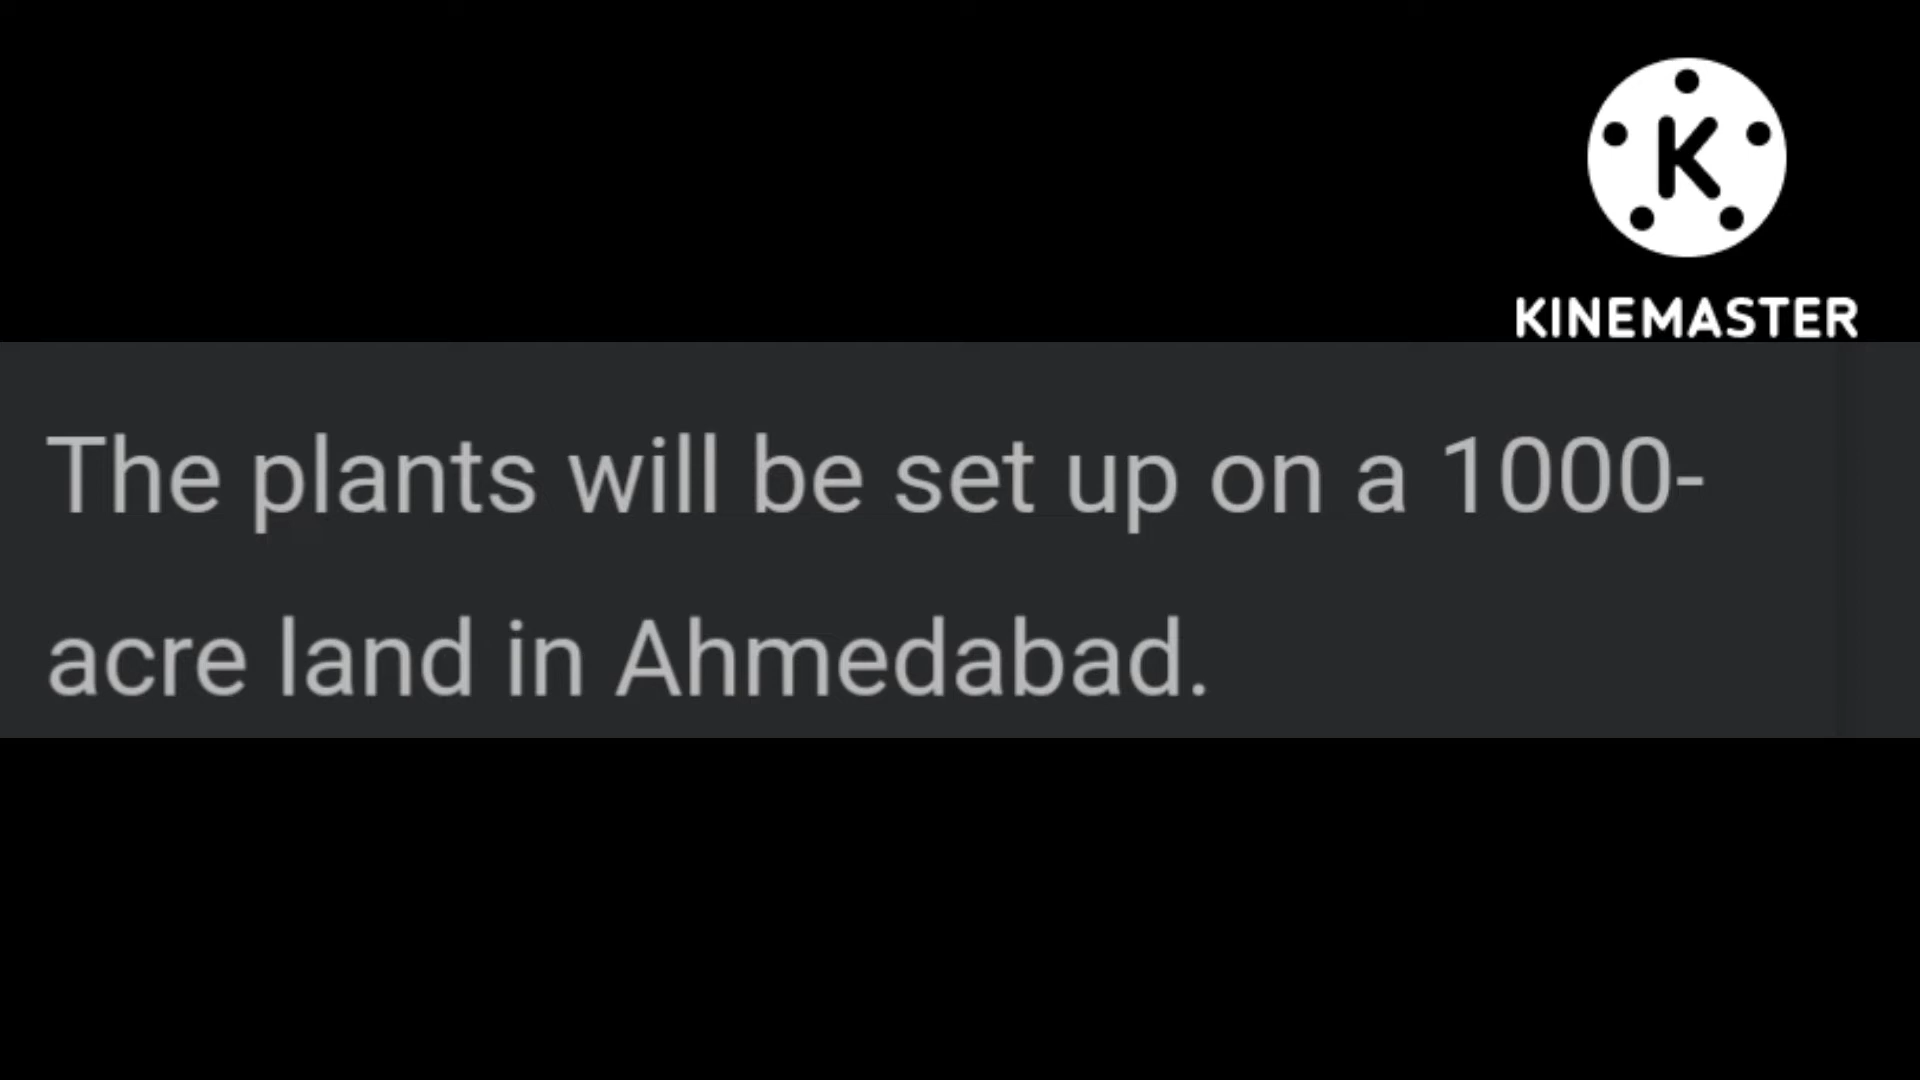 K
KINEMASTER
The plants will be set up on a 1000-
acre land in Ahmedabad.